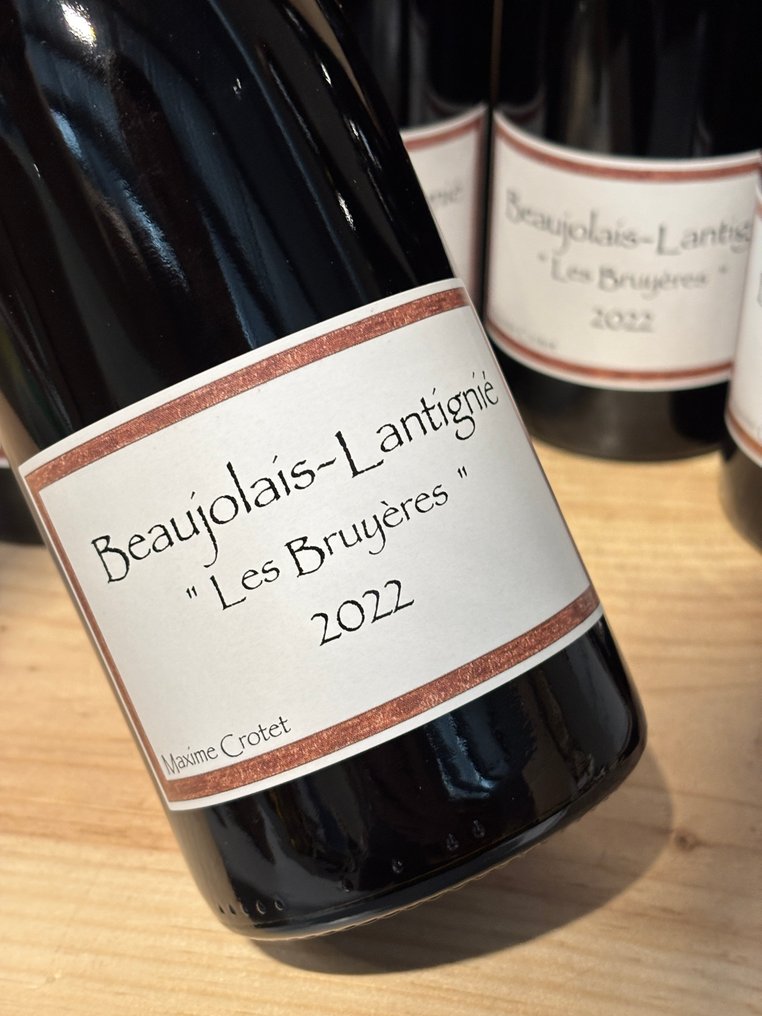 Beaujolais-Lantignié
" Les Bruyères "
2022
Maxime Crotet
Beaujolais-Lantig
" Les Bruyères "
2022